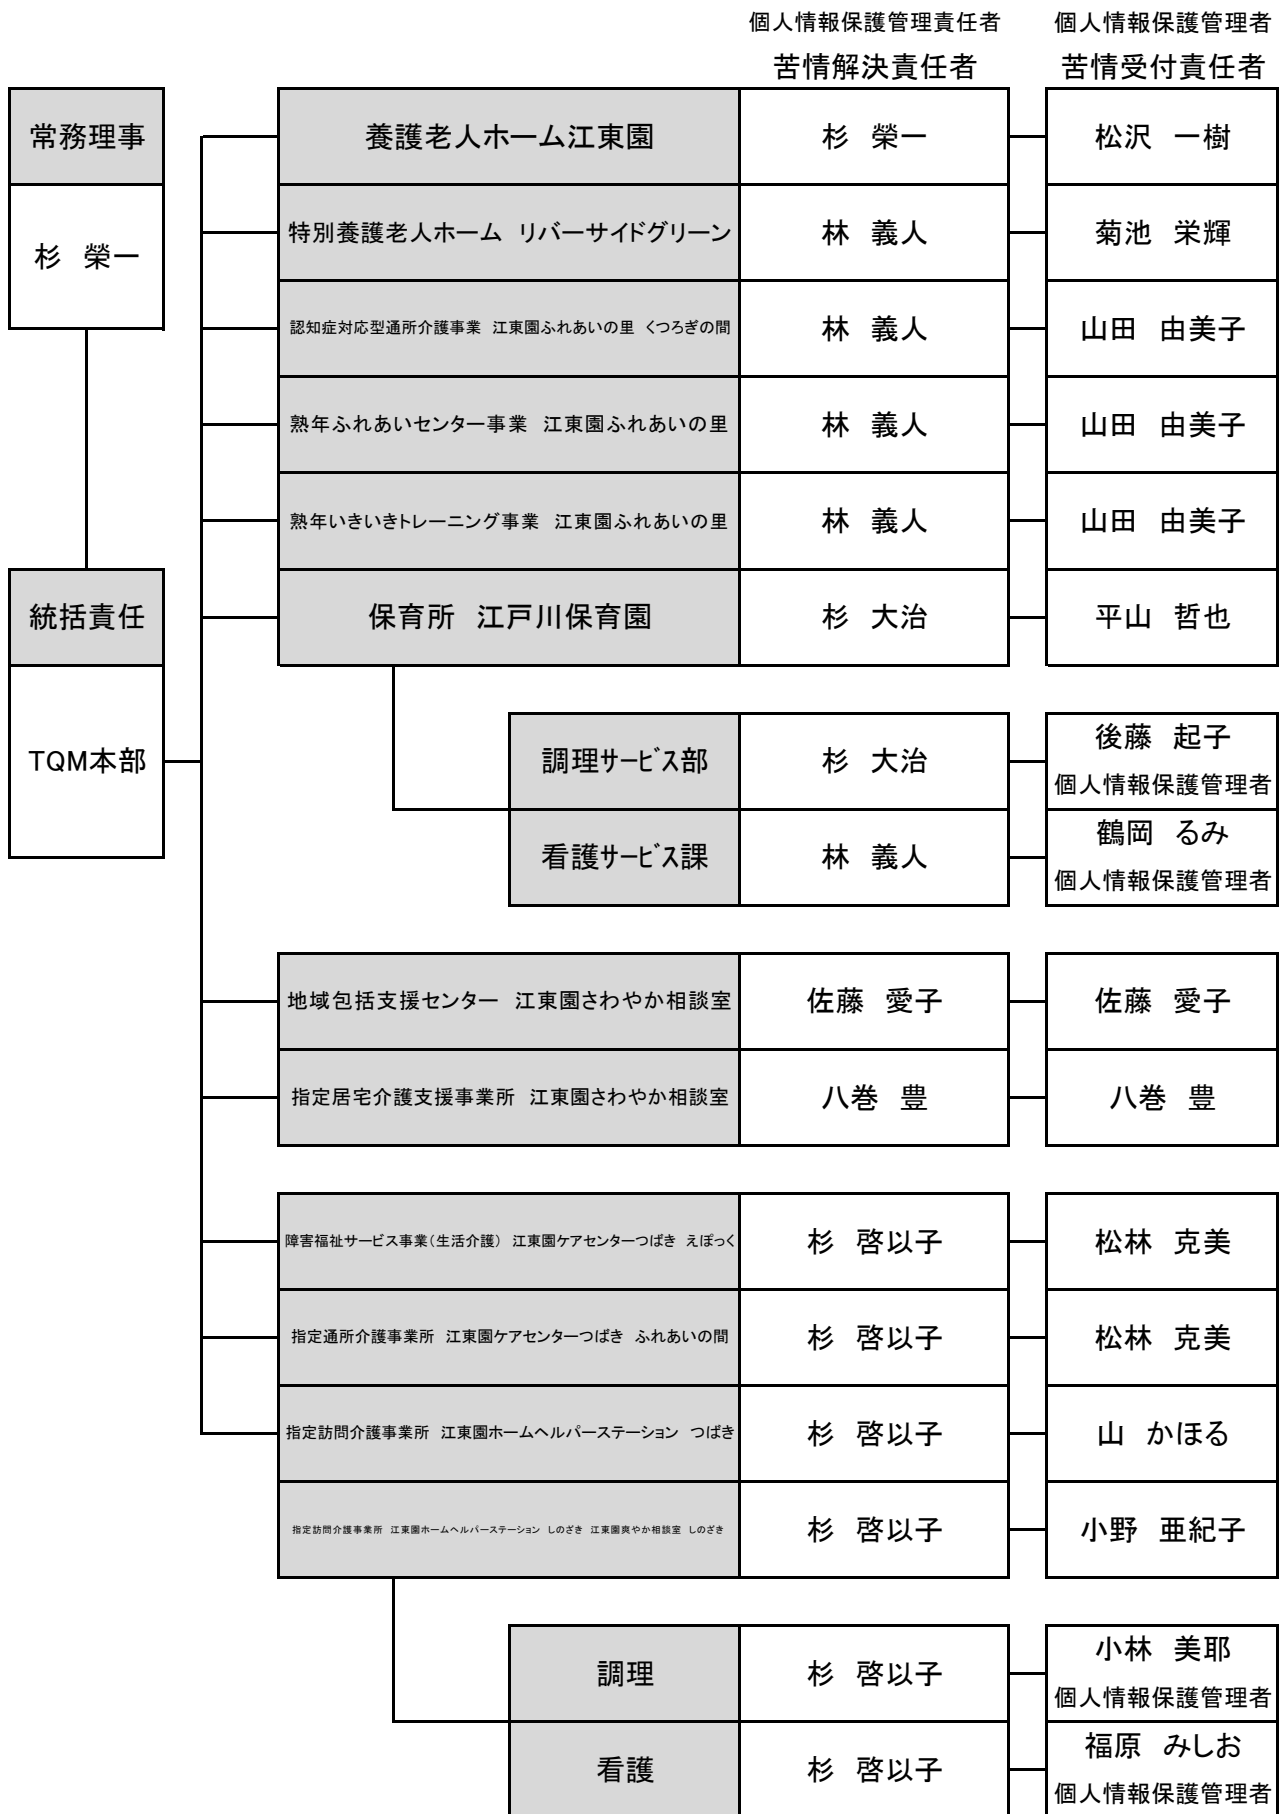 個人情報保護管理責任者 個人情報保護管理者
苦情解決責任者 苦情受付責任者
常務理事
杉 榮一
統括責任
TQM本部
養護老人ホーム江東園 杉 榮一 松沢 一樹
特別養護老人ホーム リバーサイドグリーン 林 義人 菊池 栄輝
認知症対応型通所介護事業 江東園ふれあいの里 くつろぎの間 林 義人 山田 由美子
熟年ふれあいセンター事業 江東園ふれあいの里 林 義人 山田 由美子
熟年いきいきトレーニング事業 江東園ふれあいの里 林 義人 山田 由美子
保育所 江戸川保育園 杉 大治 平山 哲也
調理サービス部 杉 大治 後藤 起子
個人情報保護管理者
看護サービス課 林 義人 鶴岡 るみ
個人情報保護管理者
地域包括支援センター 江東園さわやか相談室 佐藤 愛子 佐藤 愛子
指定居宅介護支援事業所 江東園さわやか相談室 八巻 豊 八巻 豊
障害福祉サービス事業(生活介護) 江東園ケアセンターつばき えぽっく 杉 啓以子 松林 克美
指定通所介護事業所 江東園ケアセンターつばき ふれあいの間 杉 啓以子 松林 克美
指定訪問介護事業所 江東園ホームヘルパーステーション つばき 杉 啓以子 山 かほる
指定訪問介護事業所 江東園ホームヘルパーステーション しのざき 江東園爽やか相談室 しのざき 杉 啓以子 小野 亜紀子
調理 杉 啓以子 小林 美耶
個人情報保護管理者
看護 杉 啓以子 福原 みしお
個人情報保護管理者